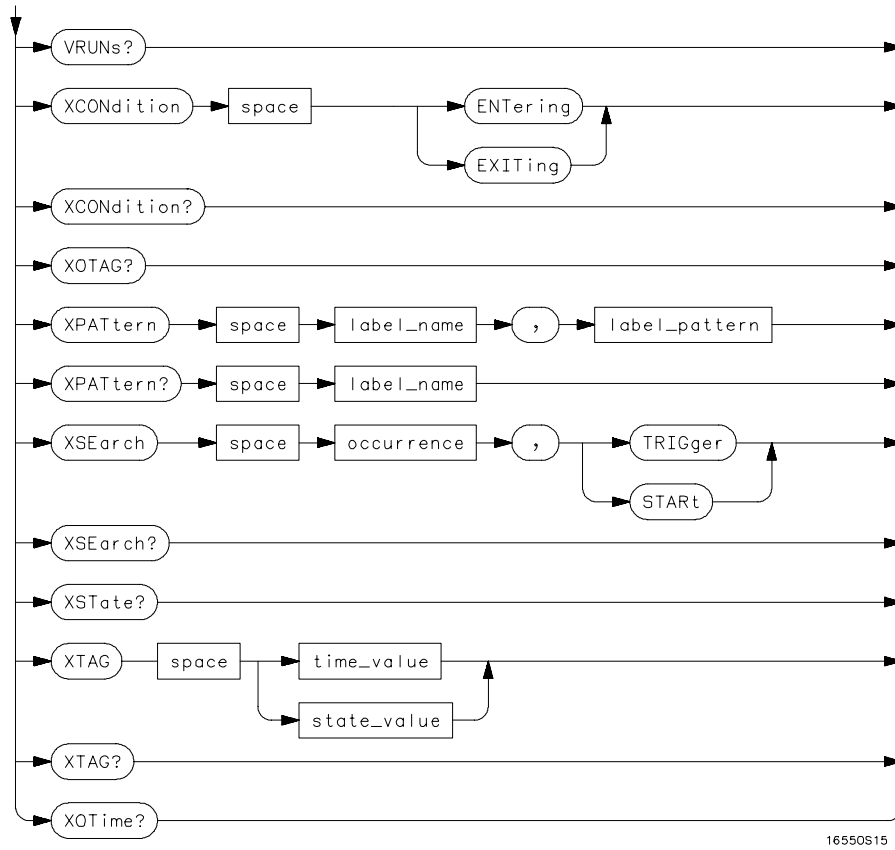 VRUNs?
XCONdition space ENTering
EXITing
XCONdition?
XOTAG?
XPATtern space label_name , label_pattern
XPATtern? space label_name
XSEarch space occurrence , TRIGger
STARt
XSEarch?
XSTate?
XTAG space time_value
state_value
XTAG?
XOTime?
16550S15